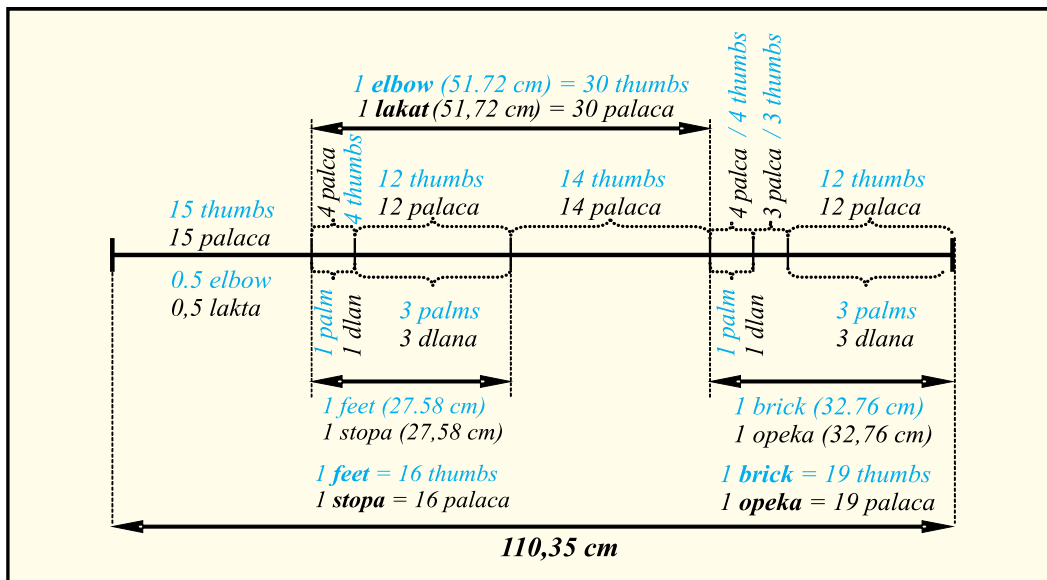 1 elbow (51.72 cm) = 30 thumbs
1 lakat (51,72 cm) = 30 palaca
15 thumbs
15 palaca
4 palca
4 thumbs
12 thumbs
12 palaca
14 thumbs
14 palaca
4 palca / 4 thumbs
3 palca / 3 thumbs
12 thumbs
12 palaca
0.5 elbow
0,5 lakta
1 palm
1 dlan
3 palms
3 dlana
1 palm
1 dlan
3 palms
3 dlana
1 feet (27.58 cm)
1 stopa (27,58 cm)
1 brick (32.76 cm)
1 opeka (32,76 cm)
1 feet = 16 thumbs
1 stopa = 16 palaca
1 brick = 19 thumbs
1 opeka = 19 palaca
110,35 cm